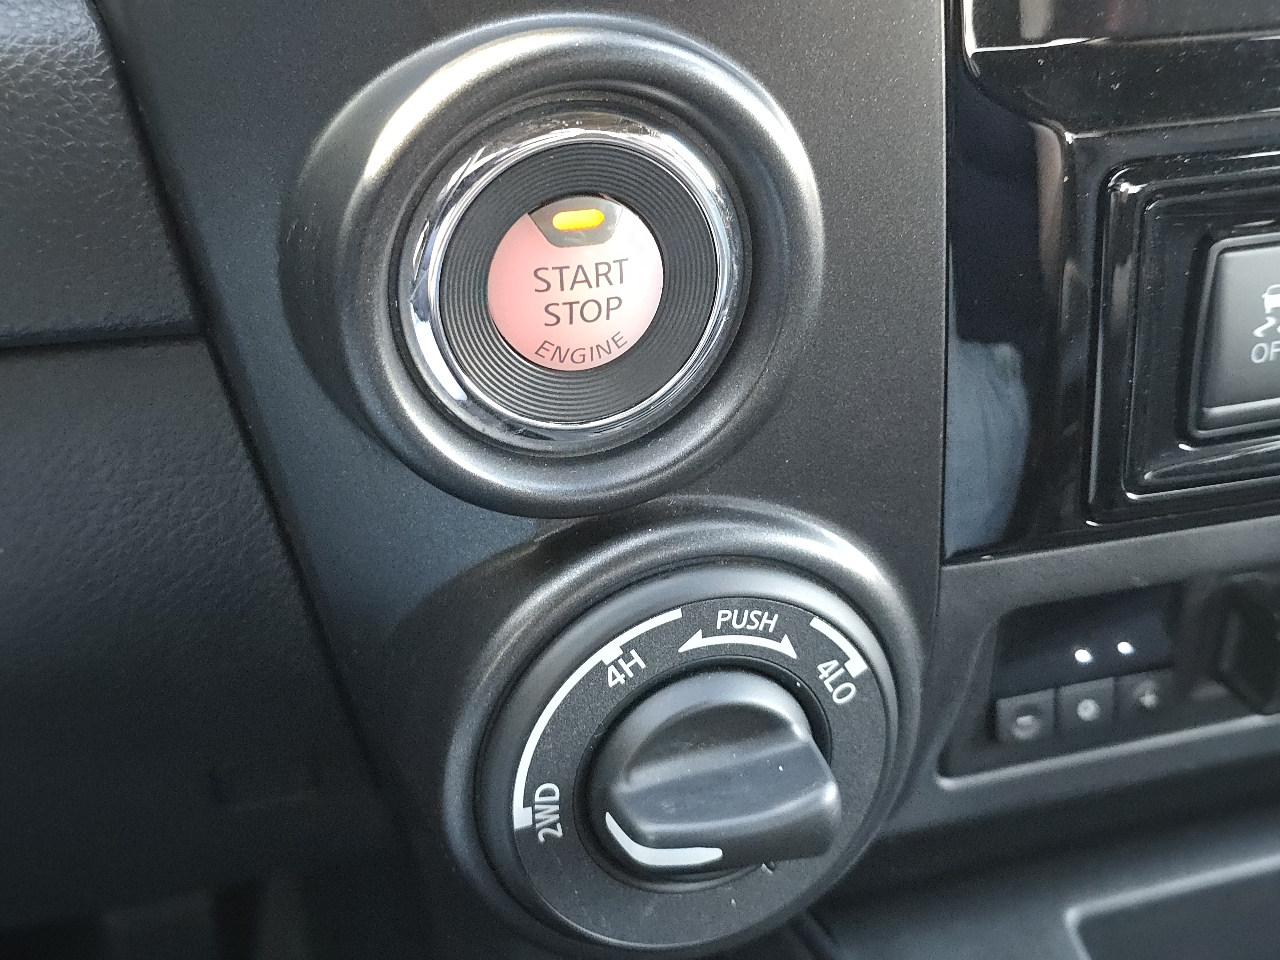 START
STOP
ENGINE
PUSH
4H
4LO
2WD